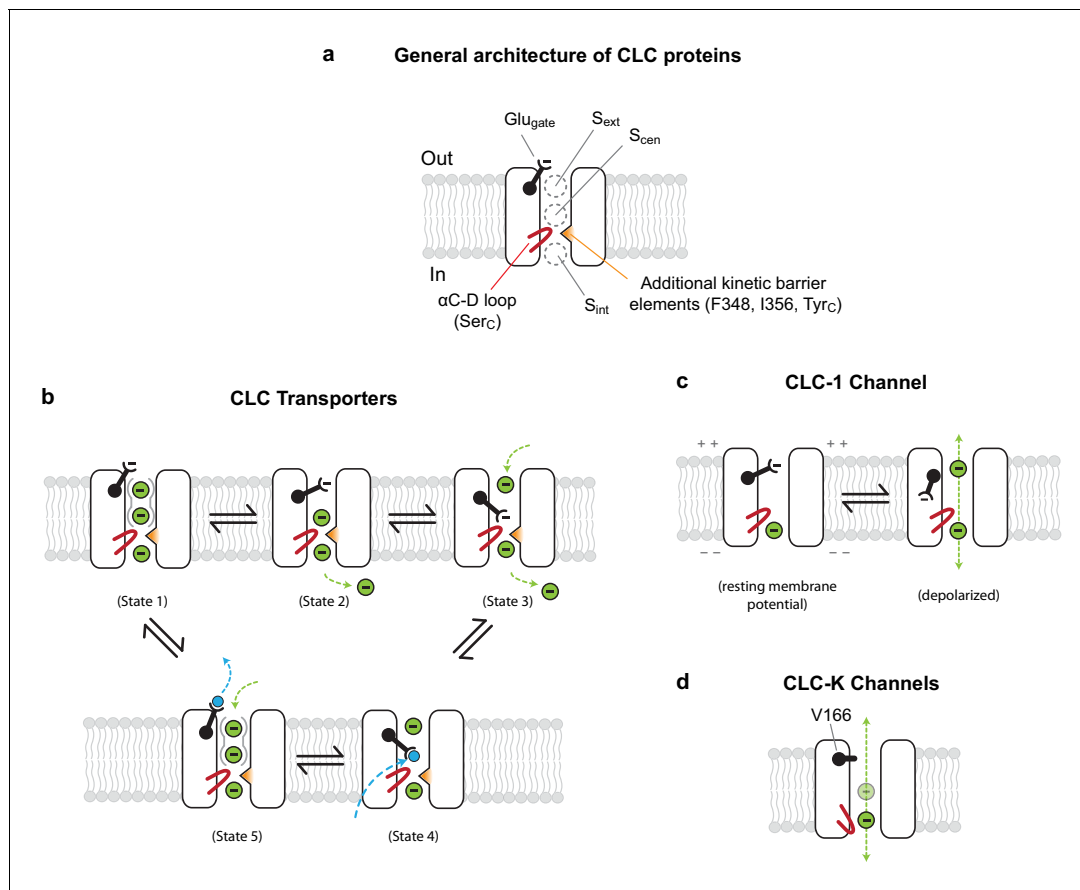 a General architecture of CLC proteins
Glugate
Sext
Scen
Out
In
αC-D loop
(SerC)
Sint
Additional kinetic barrier
elements (F348, I356, TyrC)
b CLC Transporters
(State 1)
(State 2)
(State 3)
(State 5)
(State 4)
c CLC-1 Channel
+ +
+ +
– –
– –
(resting membrane
potential)
(depolarized)
d CLC-K Channels
V166